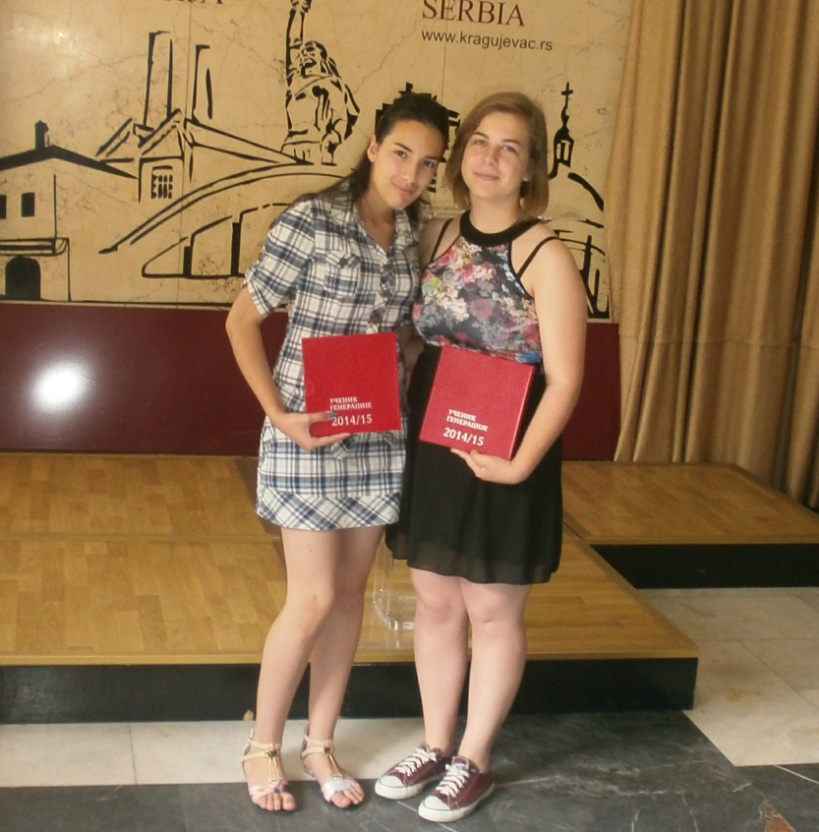 SERBIA
www.kragujevac.rs
УЧЕНИК
ГЕНЕРАЦИЈЕ
2014/15
УЧЕНИК
ГЕНЕРАЦИЈЕ
2014/15